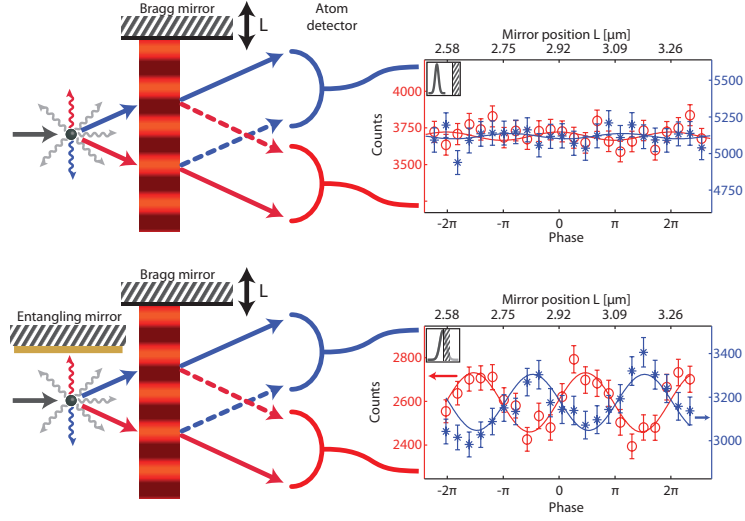 Bragg mirror
L
Atom
detector
Mirror position L [µm]
2.58 2.75 2.92 3.09 3.26
4000
3750
3500
Counts
5500
5250
5000
4750
-2π -π 0 π 2π
Phase
Bragg mirror
L
Entangling mirror
Mirror position L [µm]
2.58 2.75 2.92 3.09 3.26
2800
2600
2400
Counts
3400
3200
3000
-2π -π 0 π 2π
Phase